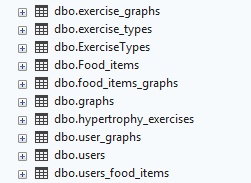 dbo.exercise_graphs
dbo.exercise_types
dbo.ExerciseTypes
dbo.Food_items
dbo.food_items_graphs
dbo.graphs
dbo.hypertrophy_exercises
dbo.user_graphs
dbo.users
dbo.users_food_items